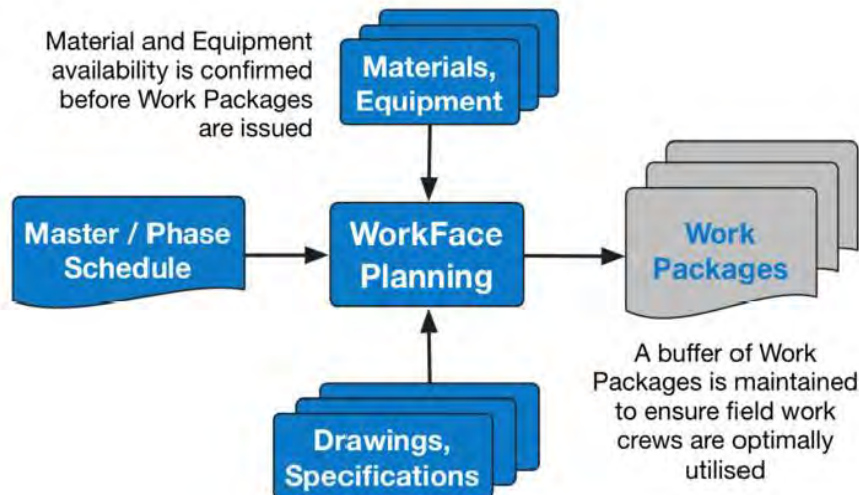 Material and Equipment
availability is confirmed
before Work Packages
are issued
Materials,
Equipment
Master / Phase
Schedule
WorkFace
Planning
Work
Packages
A buffer of Work
Packages is maintained
to ensure field work
crews are optimally
utilised
Drawings,
Specifications